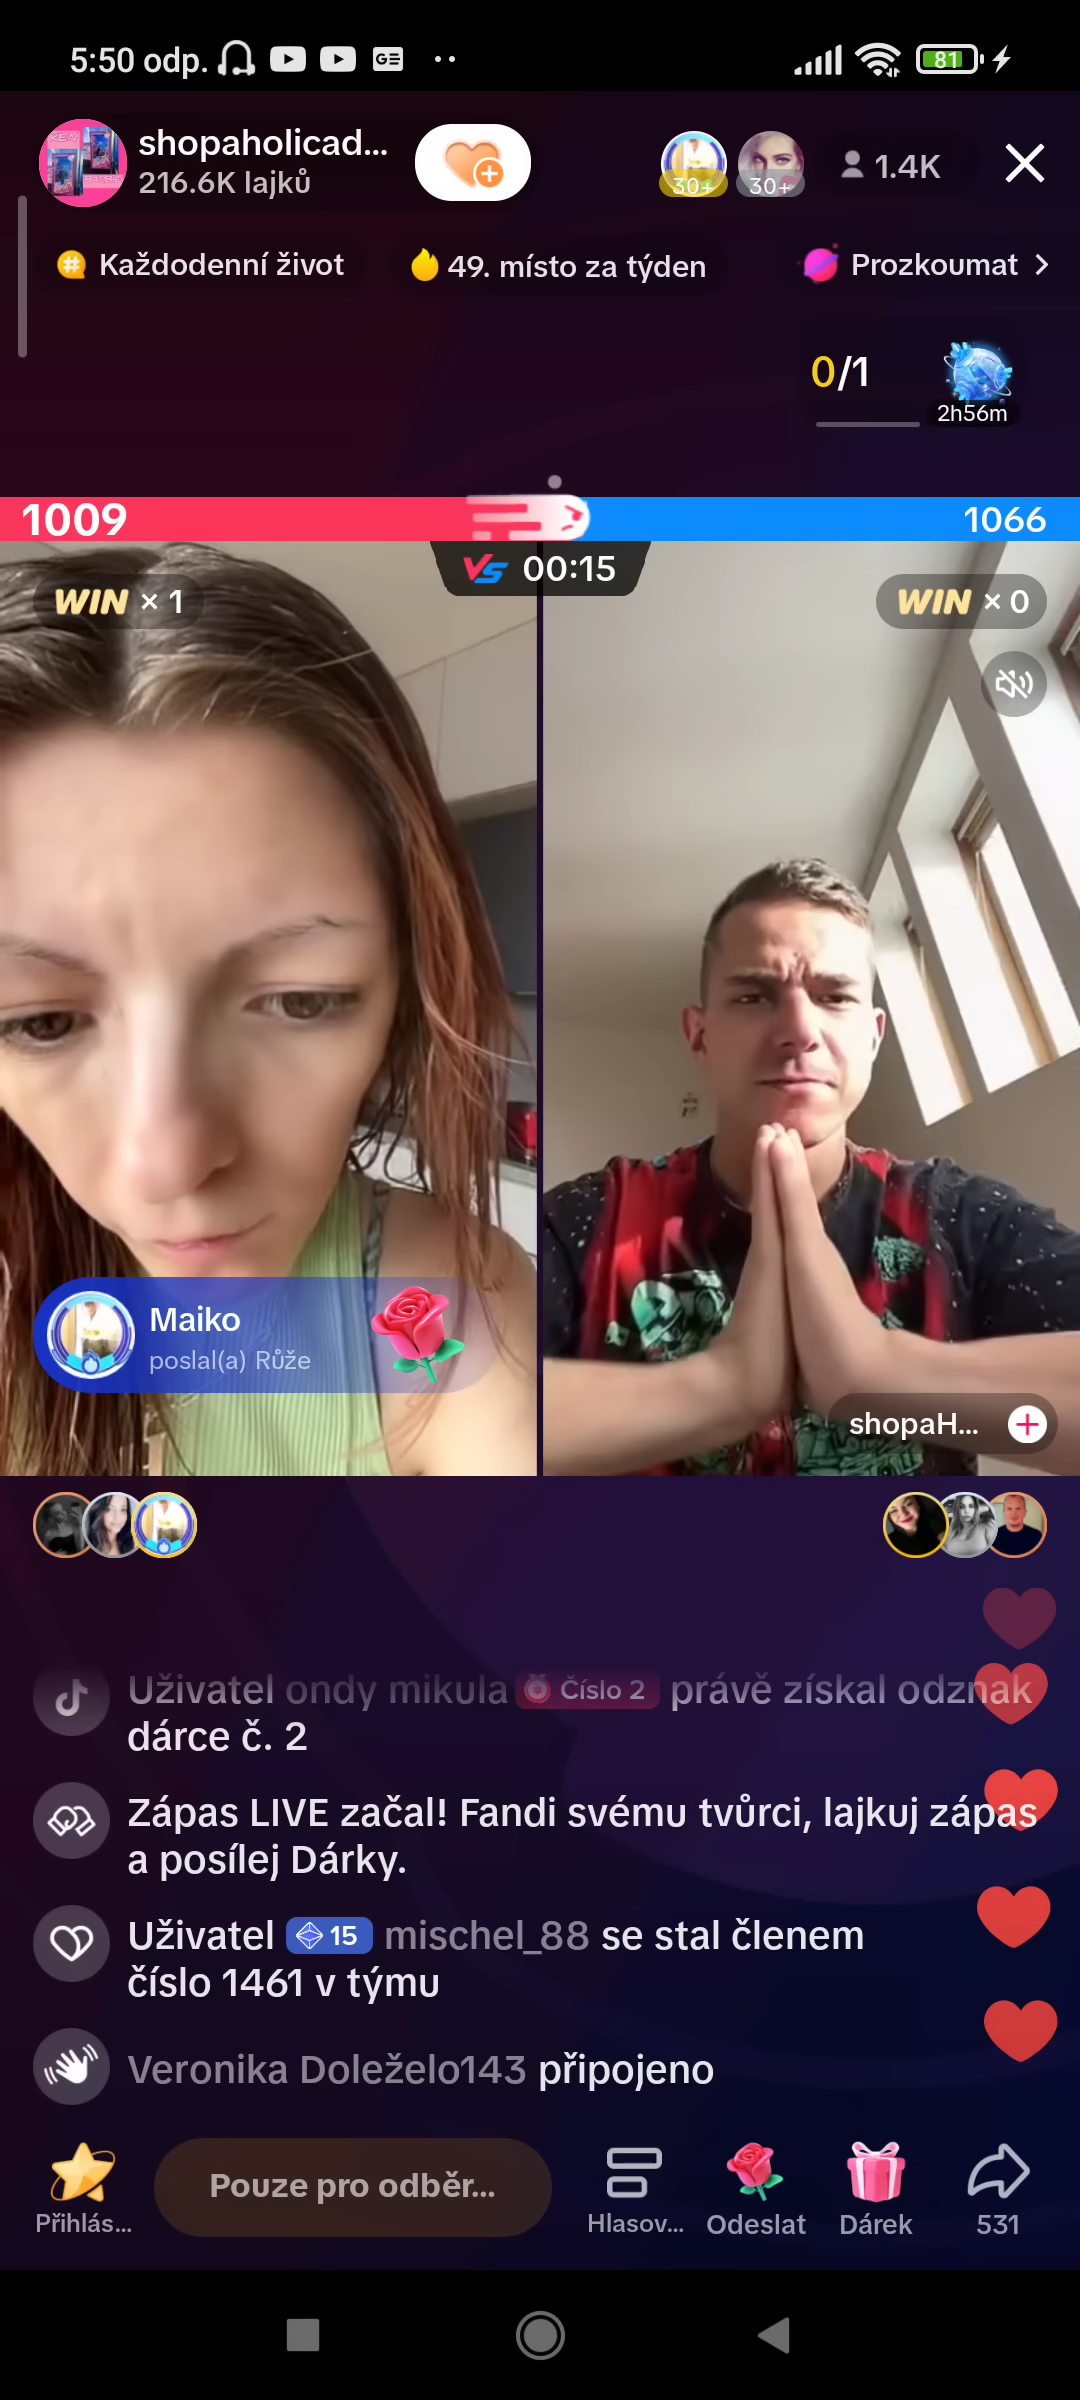 5:50 odp.
81
shopaholicad...
216.6K lajků
30+
30+
1.4K
Každodenní život
49. místo za týden
Prozkoumat
0/1
2h56m
1009
1066
VS 00:15
WIN × 1
WIN × 0
Maiko
poslal(a) Růže
shopaH...
Uživatel ondy mikula Číslo 2 právě získal odznak
dárce č. 2
Zápas LIVE začal! Fandi svému tvůrci, lajkuj zápas
a posílej Dárky.
Uživatel 15 mischel_88 se stal členem
číslo 1461 v týmu
Veronika Doleželo143 připojeno
Pouze pro odběr...
Přihlás...
Hlasov...
Odeslat
Dárek
531